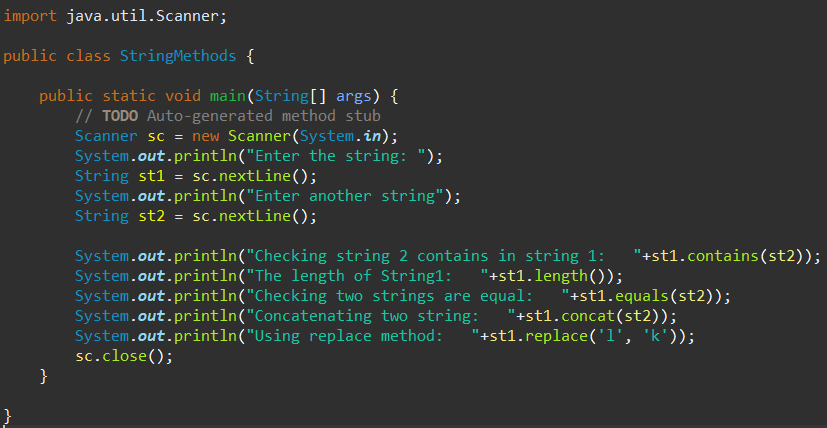 import java.util.Scanner;
public class StringMethods {
public static void main(String[] args) {
// TODO Auto-generated method stub
Scanner sc = new Scanner(System.in);
System.out.println("Enter the string: ");
String st1 = sc.nextLine();
System.out.println("Enter another string");
String st2 = sc.nextLine();
System.out.println("Checking string 2 contains in string 1:   "+st1.contains(st2));
System.out.println("The length of String1:   "+st1.length());
System.out.println("Checking two strings are equal:   "+st1.equals(st2));
System.out.println("Concatenating two string:   "+st1.concat(st2));
System.out.println("Using replace method:   "+st1.replace('l', 'k'));
sc.close();
}
}